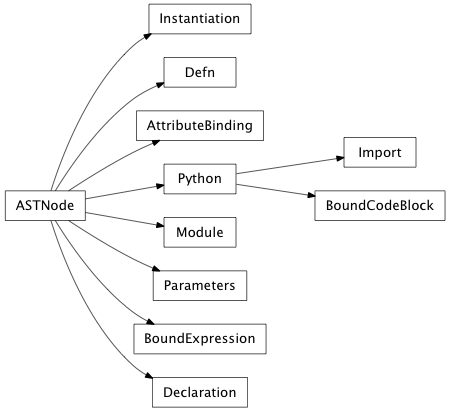 Instantiation
Defn
AttributeBinding
Import
Python
ASTNode
BoundCodeBlock
Module
Parameters
BoundExpression
Declaration